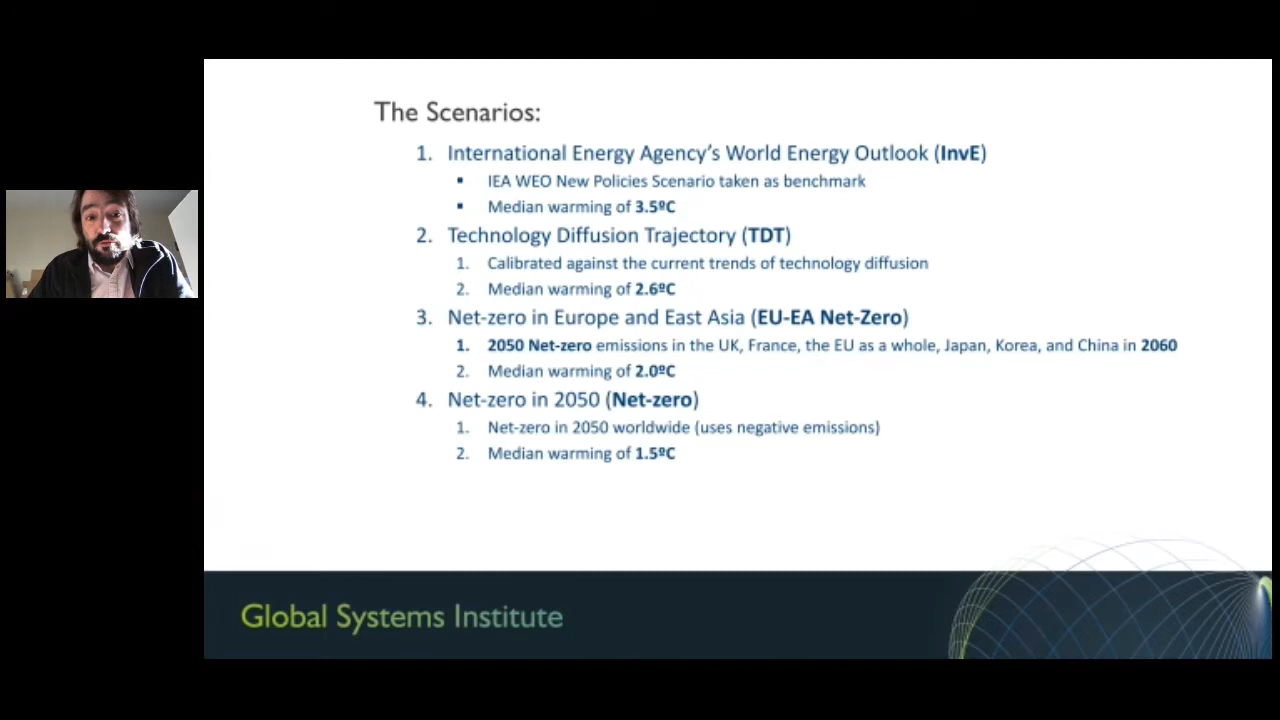 The Scenarios:
1. International Energy Agency’s World Energy Outlook (InvE)
▪ IEA WEO New Policies Scenario taken as benchmark
▪ Median warming of 3.5ºC
2. Technology Diffusion Trajectory (TDT)
1. Calibrated against the current trends of technology diffusion
2. Median warming of 2.6ºC
3. Net-zero in Europe and East Asia (EU-EA Net-Zero)
1. 2050 Net-zero emissions in the UK, France, the EU as a whole, Japan, Korea, and China in 2060
2. Median warming of 2.0ºC
4. Net-zero in 2050 (Net-zero)
1. Net-zero in 2050 worldwide (uses negative emissions)
2. Median warming of 1.5ºC
Global Systems Institute